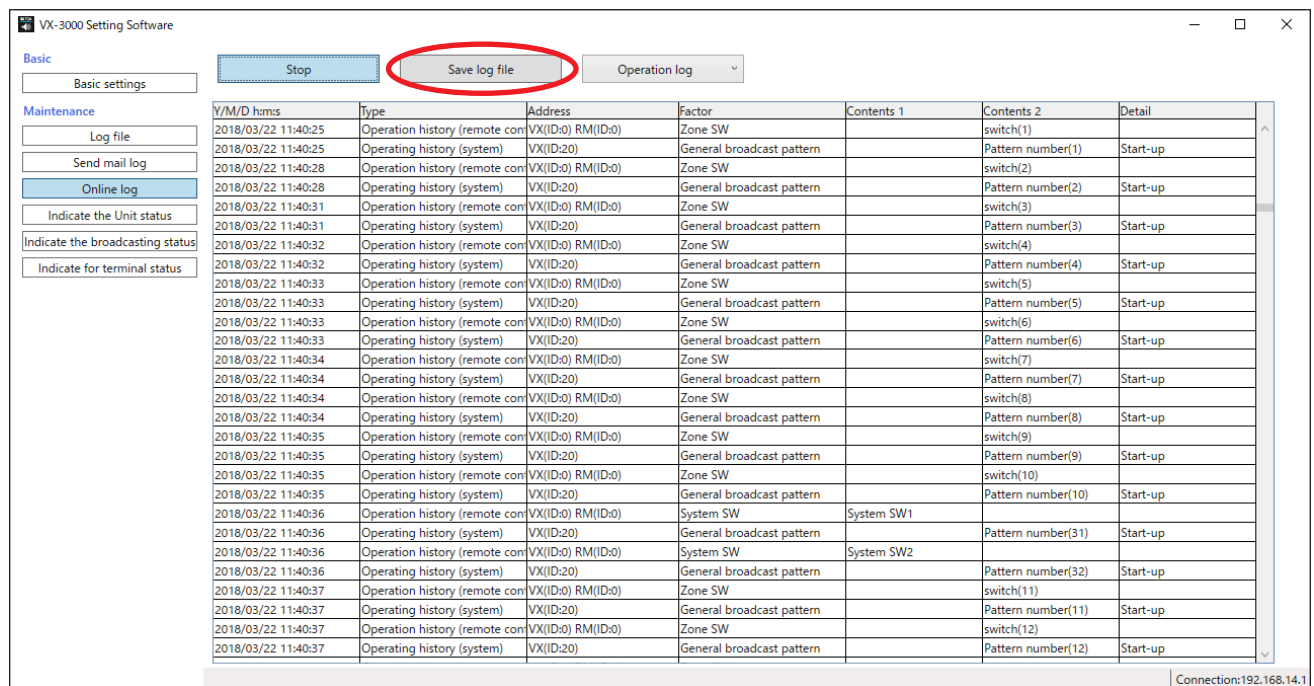 VX-3000 Setting Software
Basic
Basic settings
Maintenance
Log file
Send mail log
Online log
Indicate the Unit status
Indicate the broadcasting status
Indicate for terminal status
Stop Save log file Operation log
Y/M/D h:m:s Type Address Factor Contents 1 Contents 2 Detail
2018/03/22 11:40:25 Operation history (remote con VX(ID:0) RM(ID:0) Zone SW switch(1)
2018/03/22 11:40:25 Operating history (system) VX(ID:20) General broadcast pattern Pattern number(1) Start-up
2018/03/22 11:40:28 Operation history (remote con VX(ID:0) RM(ID:0) Zone SW switch(2)
2018/03/22 11:40:28 Operating history (system) VX(ID:20) General broadcast pattern Pattern number(2) Start-up
2018/03/22 11:40:31 Operation history (remote con VX(ID:0) RM(ID:0) Zone SW switch(3)
2018/03/22 11:40:31 Operating history (system) VX(ID:20) General broadcast pattern Pattern number(3) Start-up
2018/03/22 11:40:32 Operation history (remote con VX(ID:0) RM(ID:0) Zone SW switch(4)
2018/03/22 11:40:32 Operating history (system) VX(ID:20) General broadcast pattern Pattern number(4) Start-up
2018/03/22 11:40:33 Operation history (remote con VX(ID:0) RM(ID:0) Zone SW switch(5)
2018/03/22 11:40:33 Operating history (system) VX(ID:20) General broadcast pattern Pattern number(5) Start-up
2018/03/22 11:40:33 Operation history (remote con VX(ID:0) RM(ID:0) Zone SW switch(6)
2018/03/22 11:40:33 Operating history (system) VX(ID:20) General broadcast pattern Pattern number(6) Start-up
2018/03/22 11:40:34 Operation history (remote con VX(ID:0) RM(ID:0) Zone SW switch(7)
2018/03/22 11:40:34 Operating history (system) VX(ID:20) General broadcast pattern Pattern number(7) Start-up
2018/03/22 11:40:34 Operation history (remote con VX(ID:0) RM(ID:0) Zone SW switch(8)
2018/03/22 11:40:34 Operating history (system) VX(ID:20) General broadcast pattern Pattern number(8) Start-up
2018/03/22 11:40:35 Operation history (remote con VX(ID:0) RM(ID:0) Zone SW switch(9)
2018/03/22 11:40:35 Operating history (system) VX(ID:20) General broadcast pattern Pattern number(9) Start-up
2018/03/22 11:40:35 Operation history (remote con VX(ID:0) RM(ID:0) Zone SW switch(10)
2018/03/22 11:40:35 Operating history (system) VX(ID:20) General broadcast pattern Pattern number(10) Start-up
2018/03/22 11:40:36 Operation history (remote con VX(ID:0) RM(ID:0) System SW System SW1
2018/03/22 11:40:36 Operating history (system) VX(ID:20) General broadcast pattern Pattern number(31) Start-up
2018/03/22 11:40:36 Operation history (remote con VX(ID:0) RM(ID:0) System SW System SW2
2018/03/22 11:40:36 Operating history (system) VX(ID:20) General broadcast pattern Pattern number(32) Start-up
2018/03/22 11:40:37 Operation history (remote con VX(ID:0) RM(ID:0) Zone SW switch(11)
2018/03/22 11:40:37 Operating history (system) VX(ID:20) General broadcast pattern Pattern number(11) Start-up
2018/03/22 11:40:37 Operation history (remote con VX(ID:0) RM(ID:0) Zone SW switch(12)
2018/03/22 11:40:37 Operating history (system) VX(ID:20) General broadcast pattern Pattern number(12) Start-up
Connection:192.168.14.1